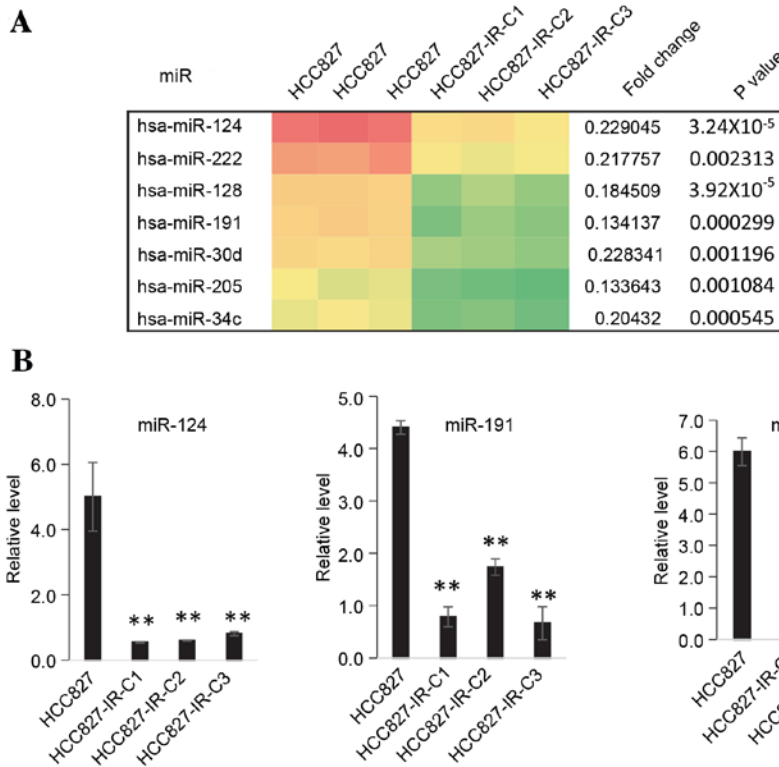 A
miR HCC827 HCC827 HCC827 HCC827-IR-C1 HCC827-IR-C2 HCC827-IR-C3 Fold change P value
hsa-miR-124 0.229045 3.24X10⁻⁵
hsa-miR-222 0.217757 0.002313
hsa-miR-128 0.184509 3.92X10⁻⁵
hsa-miR-191 0.134137 0.000299
hsa-miR-30d 0.228341 0.001196
hsa-miR-205 0.133643 0.001084
hsa-miR-34c 0.20432 0.000545
B
miR-124
Relative level
8.0
6.0
4.0
2.0
0.0
** ** **
HCC827 HCC827-IR-C1 HCC827-IR-C2 HCC827-IR-C3
miR-191
Relative level
5.0
4.0
3.0
2.0
1.0
0.0
** ** **
HCC827 HCC827-IR-C1 HCC827-IR-C2 HCC827-IR-C3
Relative level
7.0
6.0
5.0
4.0
3.0
2.0
1.0
0.0
HCC827